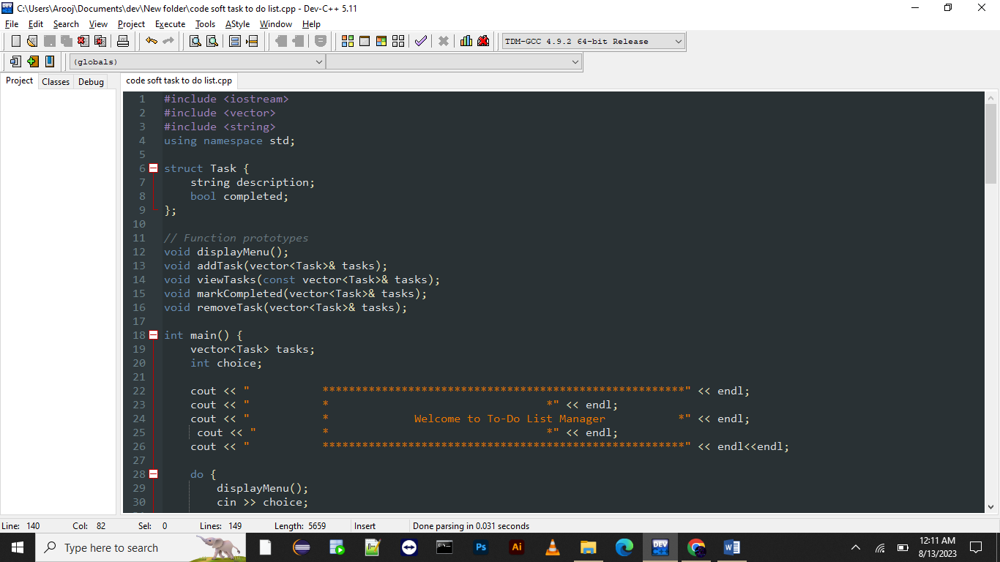 C:\Users\Arooj\Documents\dev\New folder\code soft task to do list.cpp - Dev-C++ 5.11
File Edit Search View Project Execute Tools AStyle Window Help
TDM-GCC 4.9.2 64-bit Release
(globals)
Project Classes Debug code soft task to do list.cpp
1 #include <iostream>
2 #include <vector>
3 #include <string>
4 using namespace std;
5
6 struct Task {
7     string description;
8     bool completed;
9 };
10
11 // Function prototypes
12 void displayMenu();
13 void addTask(vector<Task>& tasks);
14 void viewTasks(const vector<Task>& tasks);
15 void markCompleted(vector<Task>& tasks);
16 void removeTask(vector<Task>& tasks);
17
18 int main() {
19     vector<Task> tasks;
20     int choice;
21
22     cout << "           *******************************************************" << endl;
23     cout << "           *                                 *" << endl;
24     cout << "           *             Welcome to To-Do List Manager           *" << endl;
25      cout << "          *                                 *" << endl;
26     cout << "           *******************************************************" << endl<<endl;
27
28     do {
29         displayMenu();
30         cin >> choice;
Line: 140 Col: 82 Sel: 0 Lines: 149 Length: 5659 Insert Done parsing in 0.031 seconds
Type here to search
Ps Ai DEV
12:11 AM
8/13/2023